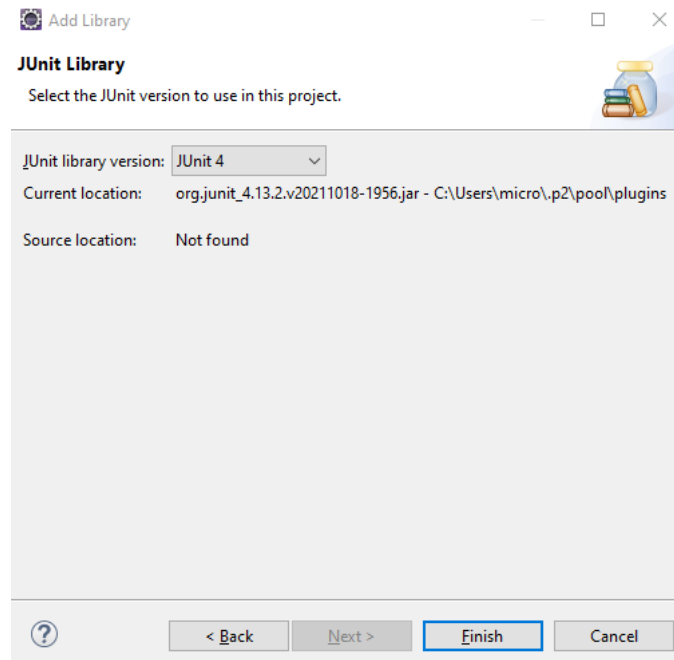 Add Library
JUnit Library
Select the JUnit version to use in this project.
JUnit library version: JUnit 4
Current location: org.junit_4.13.2.v20211018-1956.jar - C:\Users\micro\.p2\pool\plugins
Source location: Not found
? < Back Next > Finish Cancel